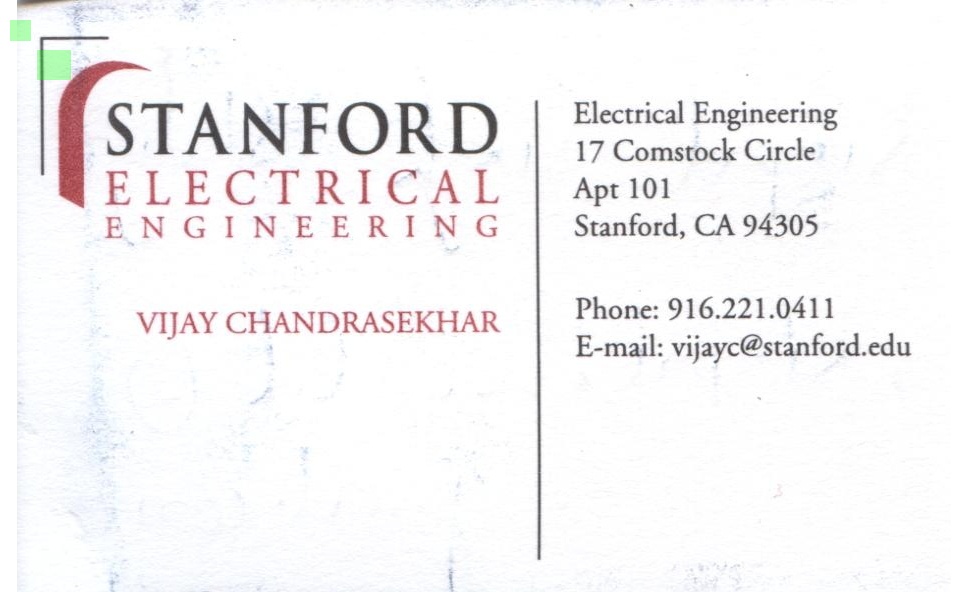 STANFORD
ELECTRICAL
ENGINEERING
VIJAY CHANDRASEKHAR
Electrical Engineering
17 Comstock Circle
Apt 101
Stanford, CA 94305
Phone: 916.221.0411
E-mail: vijayc@stanford.edu